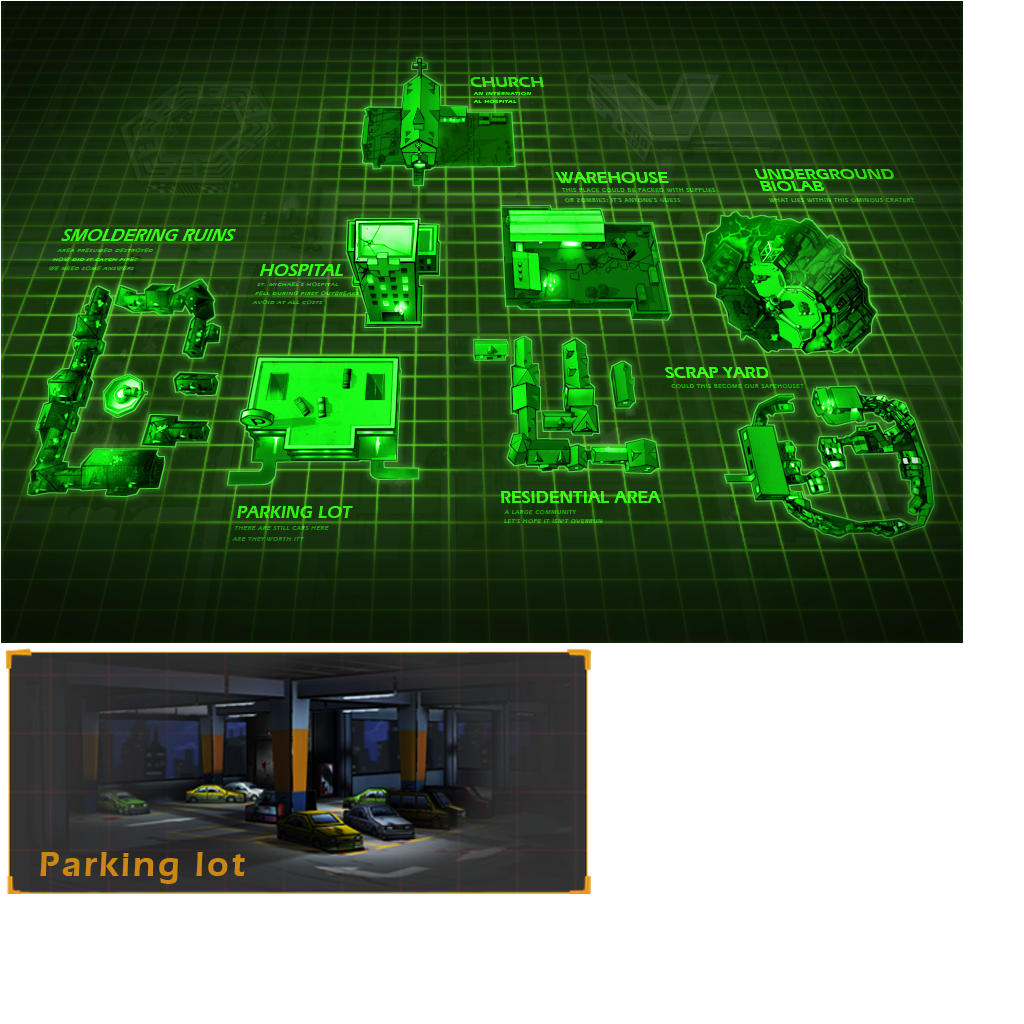 CHURCH
AN INTERNATION
AL HOSPITAL
WAREHOUSE
THIS PLACE COULD BE PACKED WITH SUPPLIES
OR ZOMBIES: IT'S ANYONE'S GUESS
UNDERGROUND
BIOLAB
WHAT LIES WITHIN THIS OMINOUS CRATER?
SMOLDERING RUINS
AREA PRESUMED DESTROYED
HOW DID IT CATCH FIRE?
WE NEED SOME ANSWERS
HOSPITAL
ST. MICHAEL'S HOSPITAL
FELL DURING FIRST OUTBREAK
AVOID AT ALL COSTS
SCRAP YARD
COULD THIS BECOME OUR SAFEHOUSE?
RESIDENTIAL AREA
A LARGE COMMUNITY
LET'S HOPE IT ISN'T OVERRUN
PARKING LOT
THERE ARE STILL CARS HERE
ARE THEY WORTH IT?
Parking lot